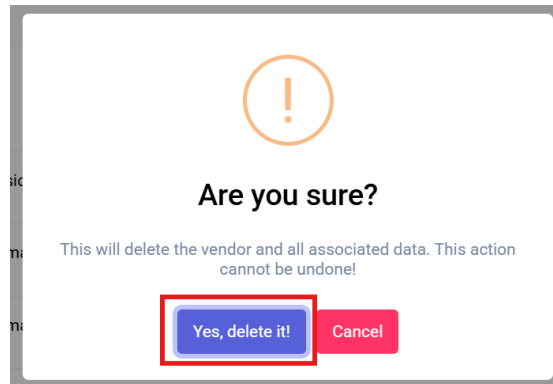 !
Are you sure?
This will delete the vendor and all associated data. This action
cannot be undone!
Yes, delete it!
Cancel